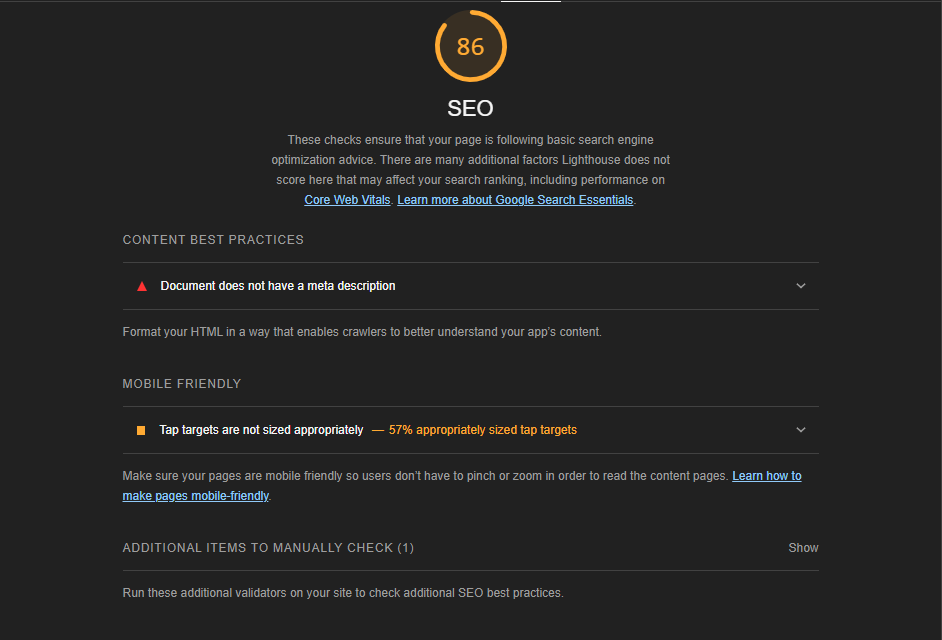 86
SEO
These checks ensure that your page is following basic search engine
optimization advice. There are many additional factors Lighthouse does not
score here that may affect your search ranking, including performance on
Core Web Vitals. Learn more about Google Search Essentials.
CONTENT BEST PRACTICES
Document does not have a meta description
Format your HTML in a way that enables crawlers to better understand your app’s content.
MOBILE FRIENDLY
Tap targets are not sized appropriately — 57% appropriately sized tap targets
Make sure your pages are mobile friendly so users don’t have to pinch or zoom in order to read the content pages. Learn how to
make pages mobile-friendly.
ADDITIONAL ITEMS TO MANUALLY CHECK (1) Show
Run these additional validators on your site to check additional SEO best practices.